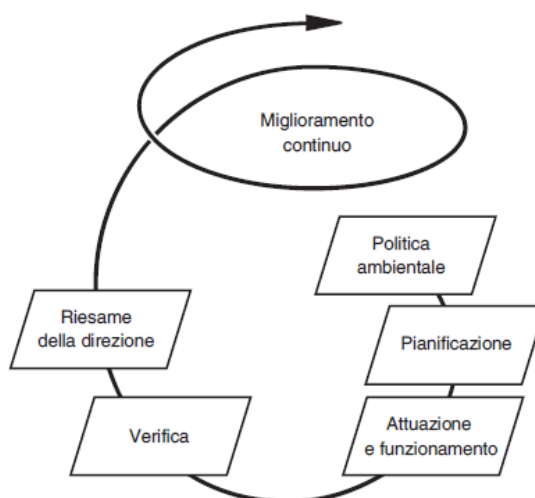 Miglioramento
continuo
Politica
ambientale
Pianificazione
Attuazione
e funzionamento
Verifica
Riesame
della direzione